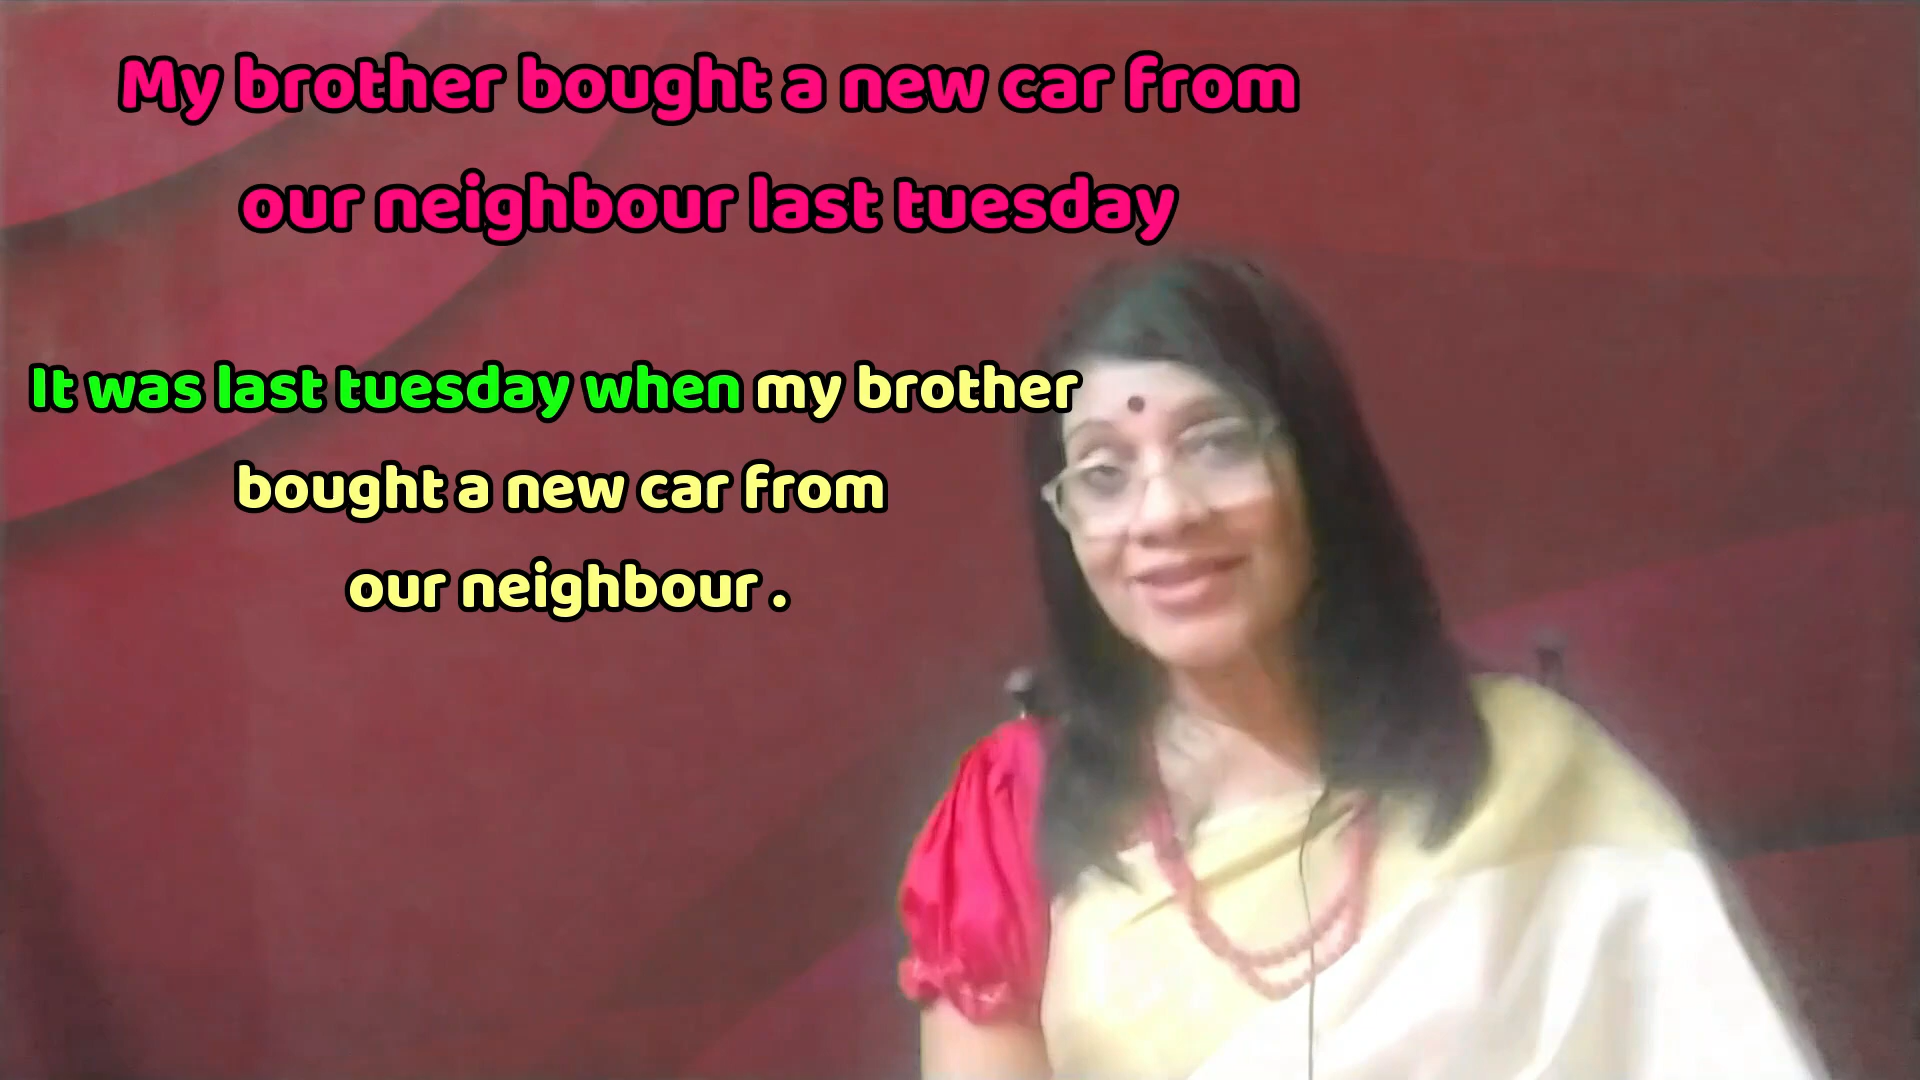 My brother bought a new car from
our neighbour last tuesday
It was last tuesday when my brother
bought a new car from
our neighbour .